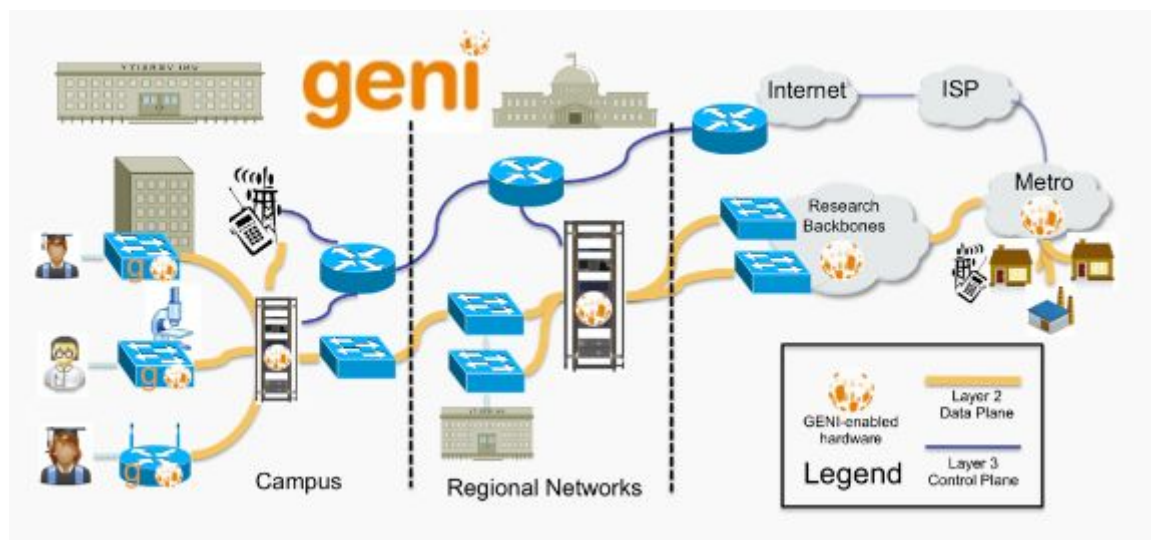 geni
Internet
ISP
Metro
Research
Backbones
g
g
g
Campus
Regional Networks
GENI-enabled
hardware
Layer 2
Data Plane
Legend
Layer 3
Control Plane